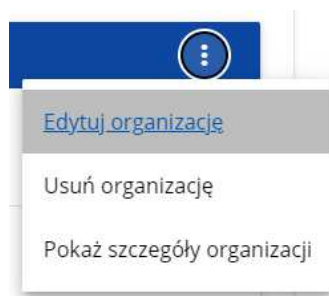 Edytuj organizację
Usuń organizację
Pokaż szczegóły organizacji